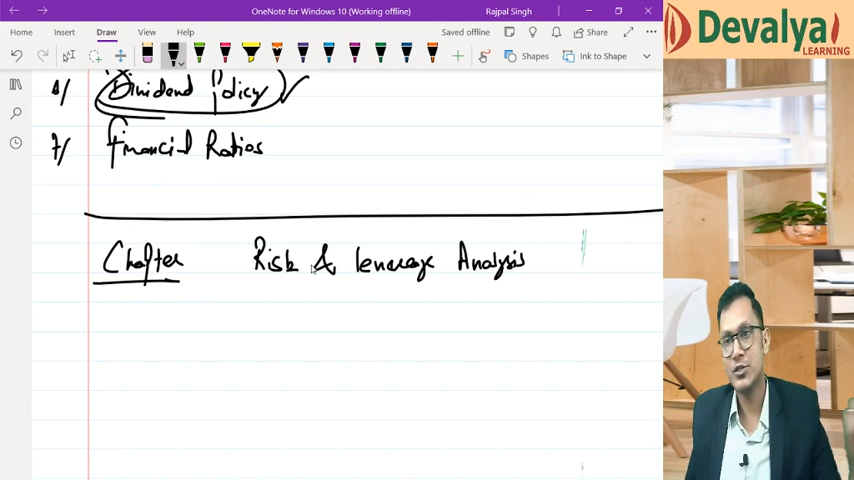 OneNote for Windows 10 (Working offline)
Rajpal Singh
Home Insert Draw View Help
Saved offline
Share
Shapes
Ink to Shape
Devalya
LEARNING
Dividend Policy
7/ Financial Ratios
Chapter Risk & Leverage Analysis